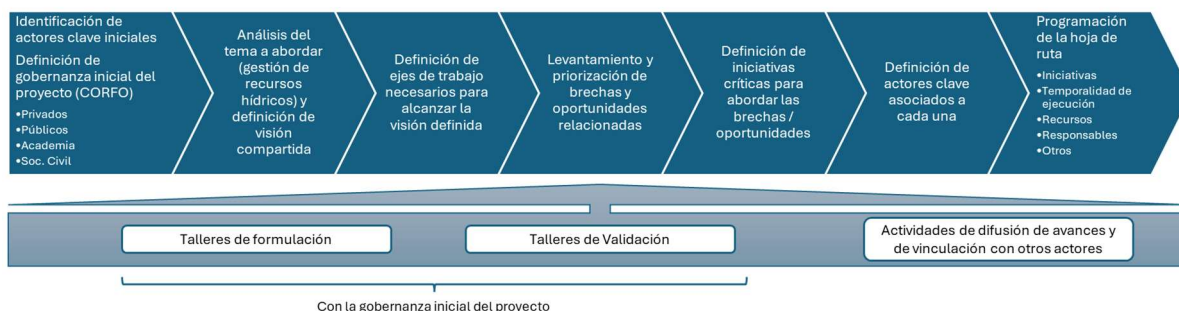 Identificación de
actores clave iniciales
Definición de
gobernanza inicial del
proyecto (CORFO)
•Privados
•Públicos
•Academia
•Soc. Civil
Análisis del
tema a abordar
(gestión de
recursos
hídricos) y
definición de
visión
compartida
Definición de
ejes de trabajo
necesarios para
alcanzar la
visión definida
Levantamiento y
priorización de
brechas y
oportunidades
relacionadas
Definición de
iniciativas
críticas para
abordar las
brechas /
oportunidades
Definición de
actores clave
asociados a
cada una
Programación
de la hoja de
ruta
•Iniciativas
•Temporalidad de
ejecución
•Recursos
•Responsables
•Otros
Talleres de formulación
Talleres de Validación
Actividades de difusión de avances y
de vinculación con otros actores
Con la gobernanza inicial del proyecto